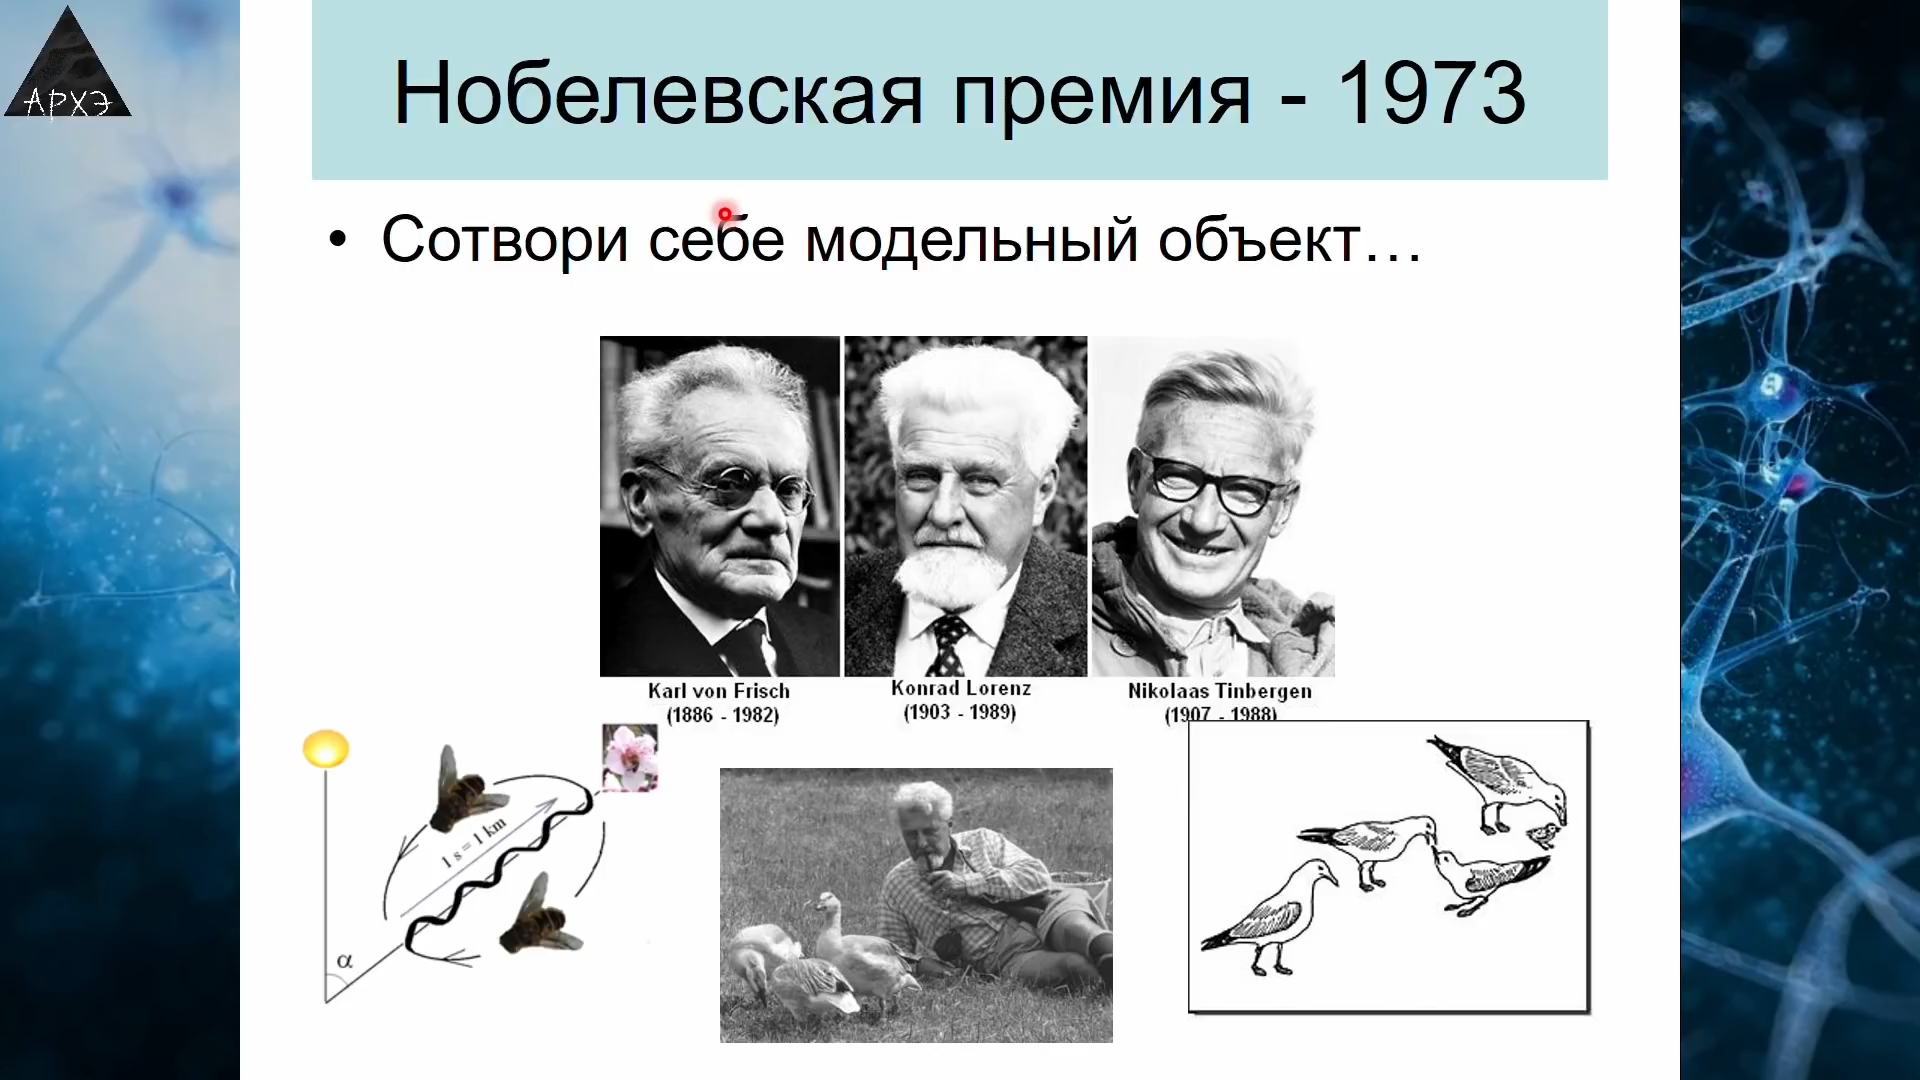 АРХЭ
Нобелевская премия - 1973
• Сотвори себе модельный объект…
Karl von Frisch
(1886 - 1982)
Konrad Lorenz
(1903 - 1989)
Nikolaas Tinbergen
(1907 - 1988)
1 s = 1 km
α